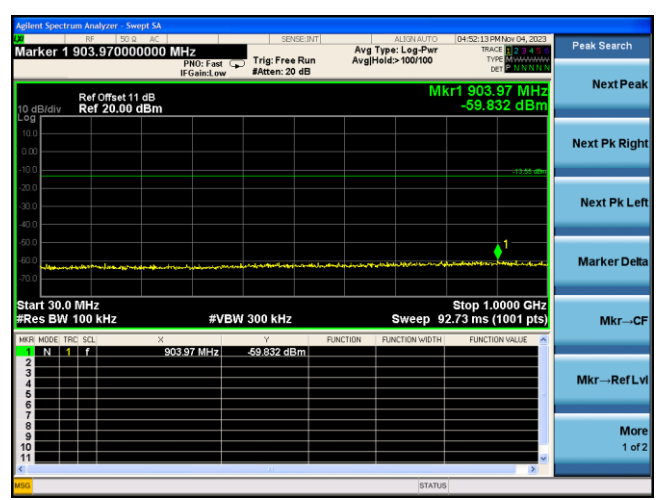 Agilent Spectrum Analyzer - Swept SA
LXI RF 50 Ω AC SENSE:INT ALIGN AUTO 04:52:13 PM Nov 04, 2023
Marker 1 903.970000000 MHz
PNO: Fast
IFGain:Low
Trig: Free Run
#Atten: 20 dB
Avg Type: Log-Pwr
Avg|Hold:>100/100
TRACE 1 2 3 4 5 6
TYPE M
DET P N N N N N
Peak Search
Mkr1 903.97 MHz
-59.832 dBm
Ref Offset 11 dB
10 dB/div Ref 20.00 dBm
Log
10.0
0.00
-10.0
-13.55 dBm
-20.0
-30.0
-40.0
-50.0
1
-60.0
-70.0
Start 30.0 MHz Stop 1.0000 GHz
#Res BW 100 kHz #VBW 300 kHz Sweep 92.73 ms (1001 pts)
MKR MODE TRC SCL X Y FUNCTION FUNCTION WIDTH FUNCTION VALUE
1 N 1 f 903.97 MHz -59.832 dBm
2
3
4
5
6
7
8
9
10
11
MSG STATUS
Next Peak
Next Pk Right
Next Pk Left
Marker Delta
Mkr→CF
Mkr→Ref Lvl
More
1 of 2